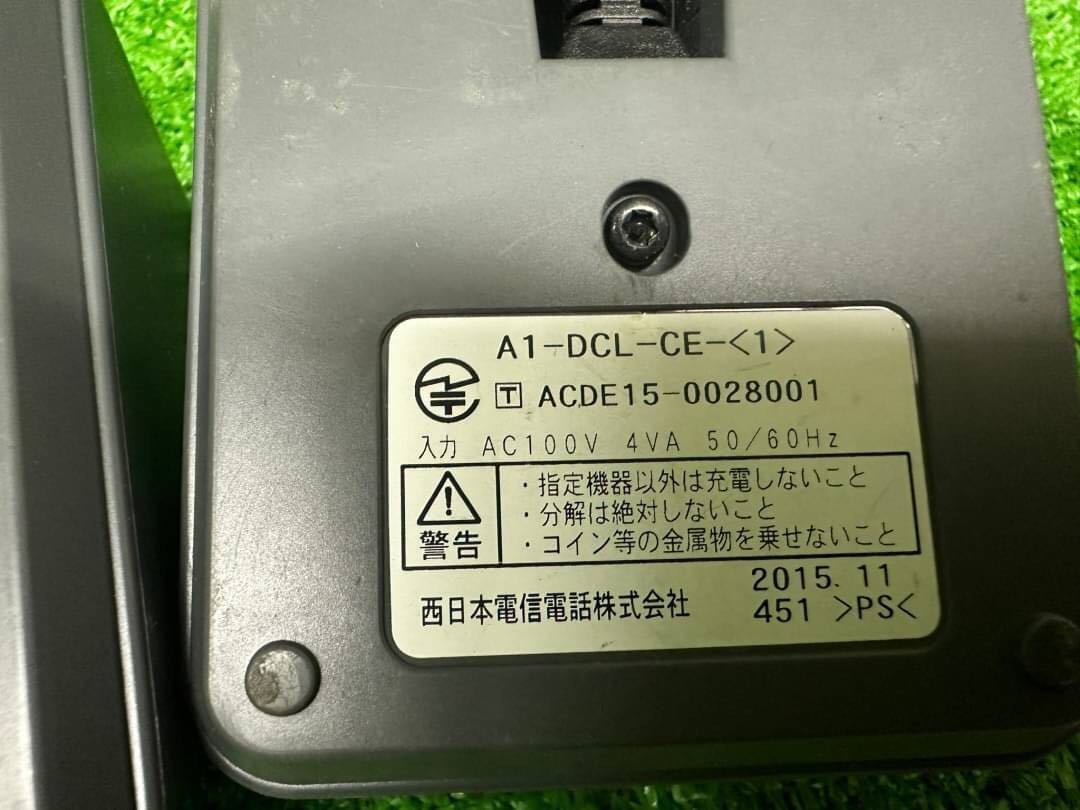 A1-DCL-CE-<1>
T ACDE15-0028001
入力 AC100V 4VA 50/60Hz
警告
・指定機器以外は充電しないこと
・分解は絶対しないこと
・コイン等の金属物を乗せないこと
2015.11
西日本電信電話株式会社 451 >PS<